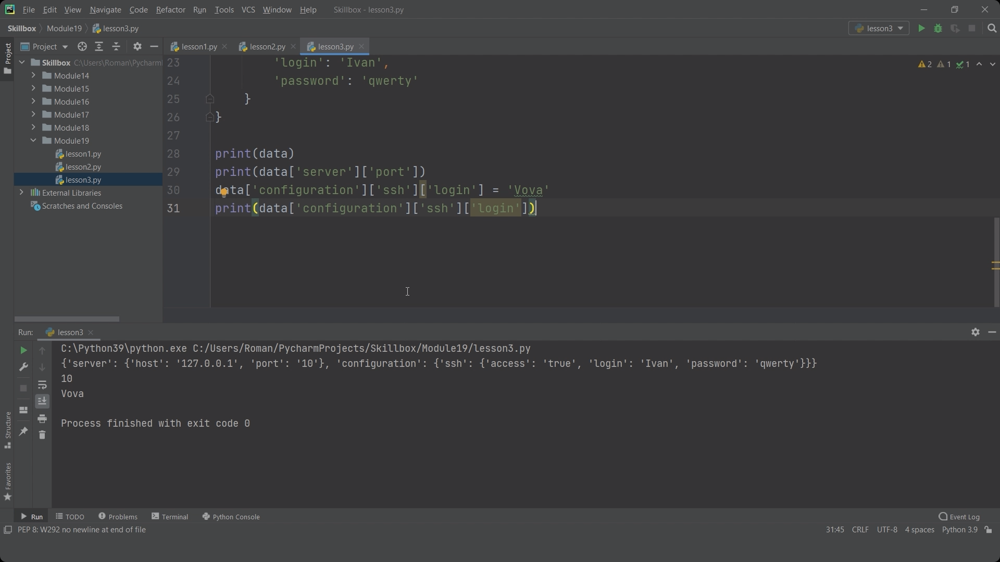 File Edit View Navigate Code Refactor Run Tools VCS Window Help Skillbox - lesson3.py
Skillbox Module19 lesson3.py lesson3
Project lesson1.py lesson2.py lesson3.py
Project
Skillbox C:\Users\Roman\Pycharm
Module14
Module15
Module16
Module17
Module18
Module19
lesson1.py
lesson2.py
lesson3.py
External Libraries
Scratches and Consoles
2 1 1
23 'login': 'Ivan',
24 'password': 'qwerty'
25 }
26 }
27
28 print(data)
29 print(data['server']['port'])
30 data['configuration']['ssh']['login'] = 'Vova'
31 print(data['configuration']['ssh']['login'])
Run: lesson3
C:\Python39\python.exe C:/Users/Roman/PycharmProjects/Skillbox/Module19/lesson3.py
{'server': {'host': '127.0.0.1', 'port': '10'}, 'configuration': {'ssh': {'access': 'true', 'login': 'Ivan', 'password': 'qwerty'}}}
10
Vova
Process finished with exit code 0
Structure
Favorites
Run TODO Problems Terminal Python Console Event Log
PEP 8: W292 no newline at end of file 31:45 CRLF UTF-8 4 spaces Python 3.9